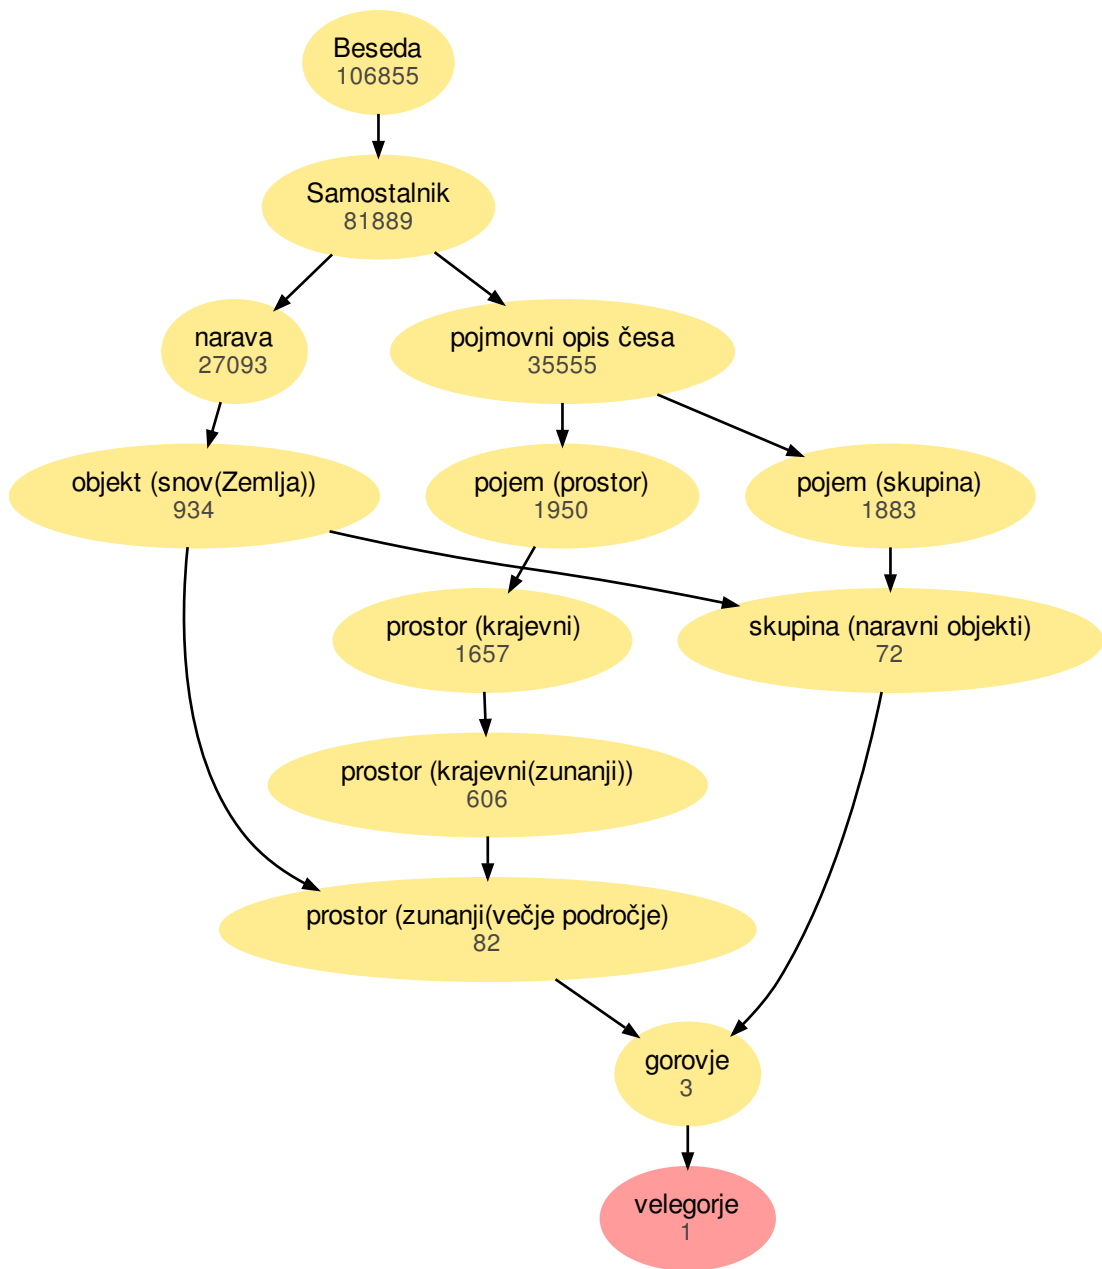 Beseda
106855
Samostalnik
81889
narava
27093
pojmovni opis česa
35555
objekt (snov(Zemlja))
934
pojem (prostor)
1950
pojem (skupina)
1883
prostor (krajevni)
1657
skupina (naravni objekti)
72
prostor (krajevni(zunanji))
606
prostor (zunanji(večje področje)
82
gorovje
3
velegorje
1